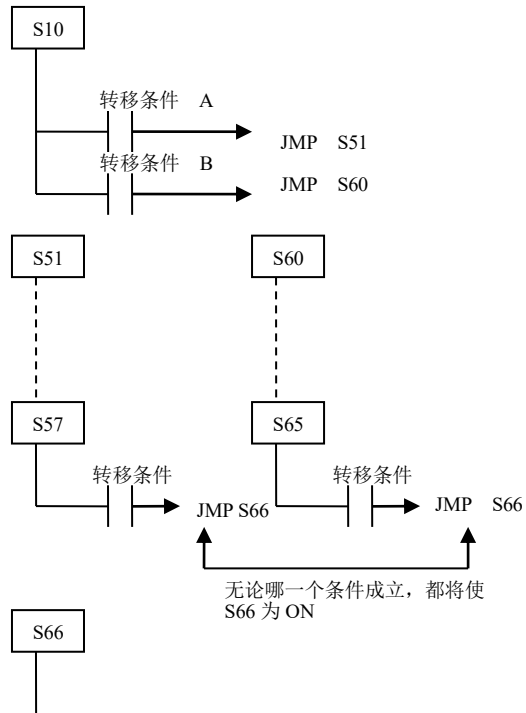 S10
转移条件 A
JMP S51
转移条件 B
JMP S60
S51
S60
S57
S65
转移条件
转移条件
JMP S66
JMP S66
无论哪一个条件成立，都将使
S66 为 ON
S66